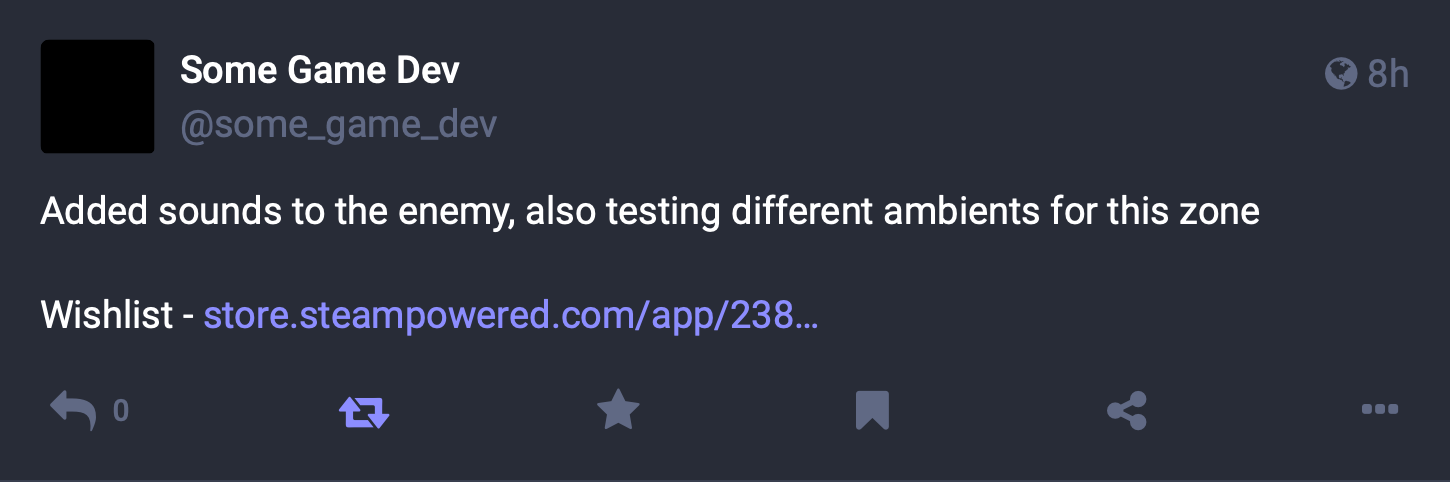 Some Game Dev
8h
@some_game_dev
Added sounds to the enemy, also testing different ambients for this zone
Wishlist - store.steampowered.com/app/238…
0